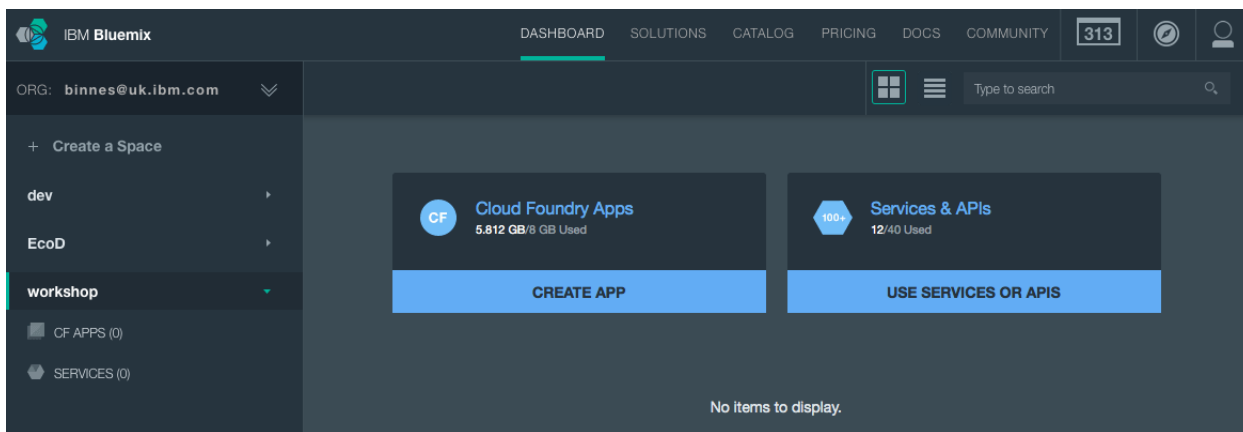 IBM Bluemix
DASHBOARD SOLUTIONS CATALOG PRICING DOCS COMMUNITY 313
ORG: binnes@uk.ibm.com
Type to search
+ Create a Space
dev
EcoD
workshop
CF APPS (0)
SERVICES (0)
CF
Cloud Foundry Apps
5.812 GB/8 GB Used
CREATE APP
100+
Services & APIs
12/40 Used
USE SERVICES OR APIS
No items to display.